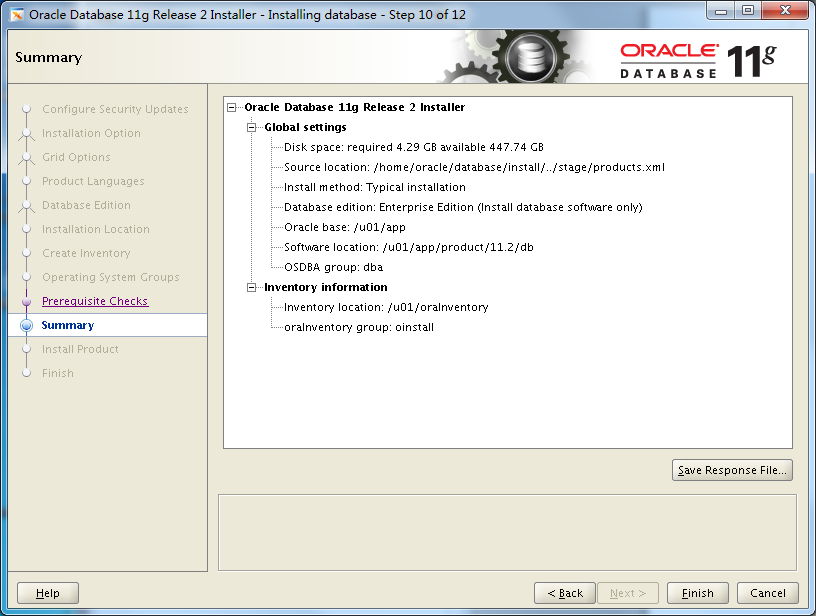 Oracle Database 11g Release 2 Installer - Installing database - Step 10 of 12
Summary
ORACLE
DATABASE
11g
Configure Security Updates
Installation Option
Grid Options
Product Languages
Database Edition
Installation Location
Create Inventory
Operating System Groups
Prerequisite Checks
Summary
Install Product
Finish
Oracle Database 11g Release 2 Installer
Global settings
Disk space: required 4.29 GB available 447.74 GB
Source location: /home/oracle/database/install/../stage/products.xml
Install method: Typical installation
Database edition: Enterprise Edition (Install database software only)
Oracle base: /u01/app
Software location: /u01/app/product/11.2/db
OSDBA group: dba
Inventory information
Inventory location: /u01/oraInventory
oraInventory group: oinstall
Save Response File...
Help
< Back
Next >
Finish
Cancel